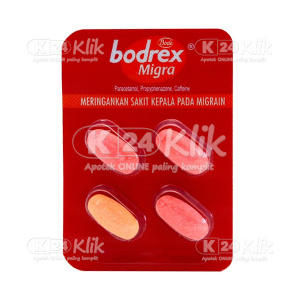 Bode
bodrex®
Migra
Paracetamol, Propyphenazone, Caffeine
MERINGANKAN SAKIT KEPALA PADA MIGRAIN
K24Klik
Apotek ONLINE paling komplit
K24Klik
Apotek ONLINE paling komplit
K24Klik
Apotek ONLINE paling komplit
K24Klik
Apotek ONLINE paling komplit
K24Klik
Apotek ONLINE paling komplit